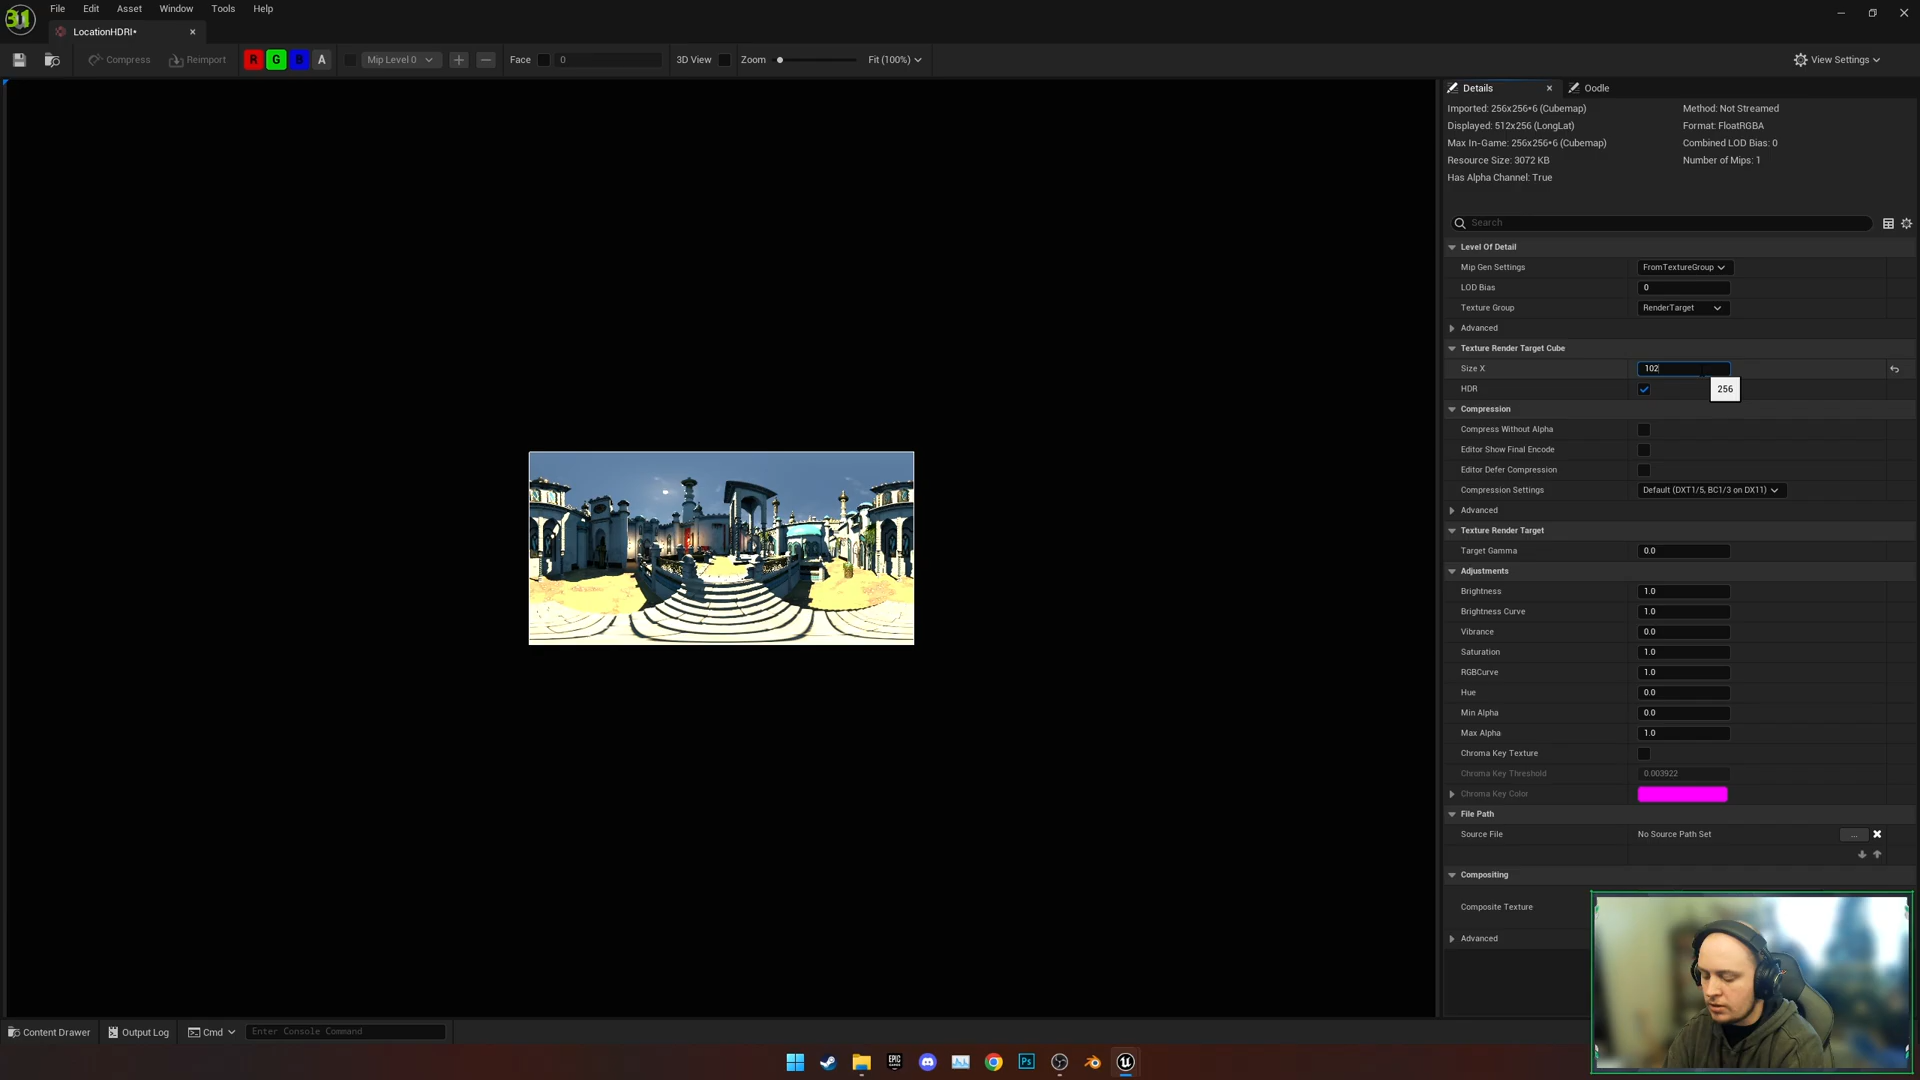 File Edit Asset Window Tools Help
LocationHDRI*
Compress Reimport R G B A Mip Level 0 Face 0 3D View Zoom Fit (100%) View Settings
Details Oodle
Imported: 256x256*6 (Cubemap) Method: Not Streamed
Displayed: 512x256 (LongLat) Format: FloatRGBA
Max In-Game: 256x256*6 (Cubemap) Combined LOD Bias: 0
Resource Size: 3072 KB Number of Mips: 1
Has Alpha Channel: True
Search
Level Of Detail
Mip Gen Settings FromTextureGroup
LOD Bias 0
Texture Group RenderTarget
Advanced
Texture Render Target Cube
Size X 102
HDR 256
Compression
Compress Without Alpha
Editor Show Final Encode
Editor Defer Compression
Compression Settings Default (DXT1/5, BC1/3 on DX11)
Advanced
Texture Render Target
Target Gamma 0.0
Adjustments
Brightness 1.0
Brightness Curve 1.0
Vibrance 0.0
Saturation 1.0
RGBCurve 1.0
Hue 0.0
Min Alpha 0.0
Max Alpha 1.0
Chroma Key Texture
Chroma Key Threshold 0.003922
Chroma Key Color
File Path
Source File No Source Path Set ...
Compositing
Composite Texture
Advanced
Content Drawer Output Log Cmd Enter Console Command
EPIC GAMES Ps